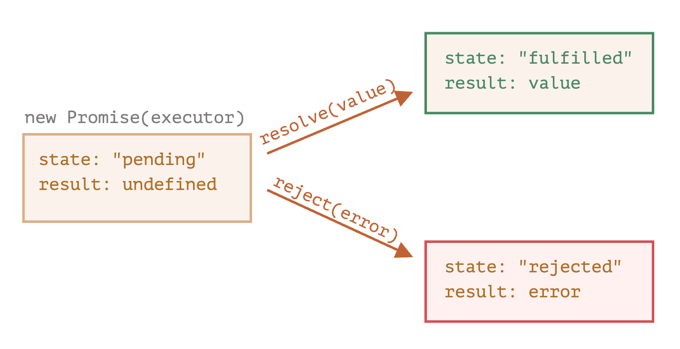 new Promise(executor)
state: "pending"
result: undefined
resolve(value)
reject(error)
state: "fulfilled"
result: value
state: "rejected"
result: error